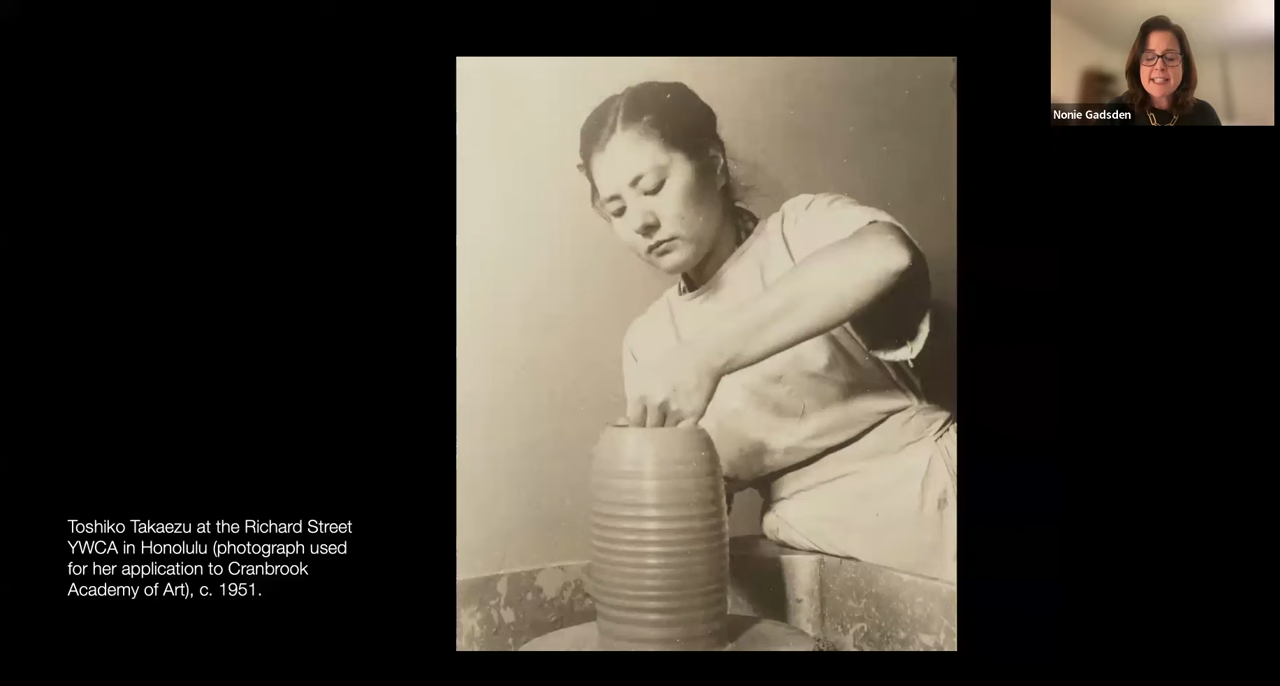 Nonie Gadsden
Toshiko Takaezu at the Richard Street
YWCA in Honolulu (photograph used
for her application to Cranbrook
Academy of Art), c. 1951.